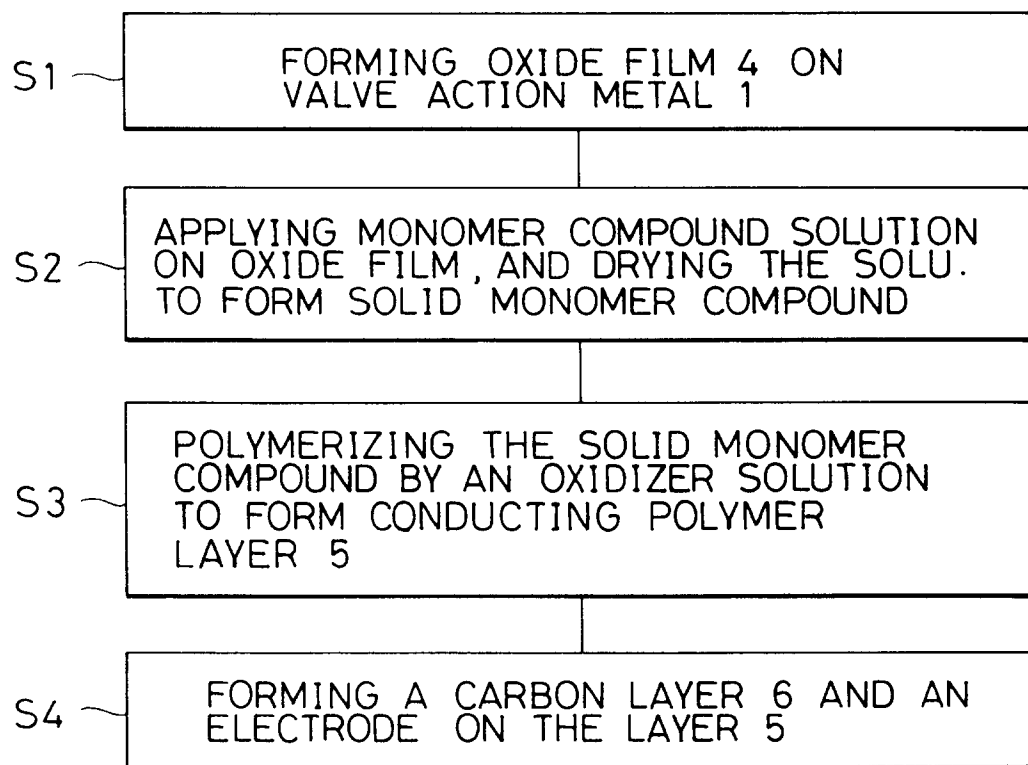 S1
FORMING OXIDE FILM 4 ON
VALVE ACTION METAL 1
S2
APPLYING MONOMER COMPOUND SOLUTION
ON OXIDE FILM, AND DRYING THE SOLU.
TO FORM SOLID MONOMER COMPOUND
S3
POLYMERIZING THE SOLID MONOMER
COMPOUND BY AN OXIDIZER SOLUTION
TO FORM CONDUCTING POLYMER
LAYER 5
S4
FORMING A CARBON LAYER 6 AND AN
ELECTRODE ON THE LAYER 5